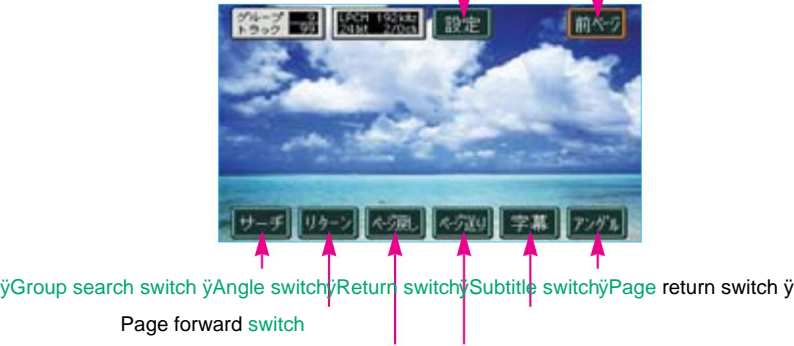 グループ 9
トラック 99
LPCM 192kHz
24bit 2/0ch
設定
前ページ
サーチ リターン ページ戻し ページ送り 字幕 アングル
ÿGroup search switch ÿAngle switchÿReturn switchÿSubtitle switchÿPage return switch ÿ
Page forward switch